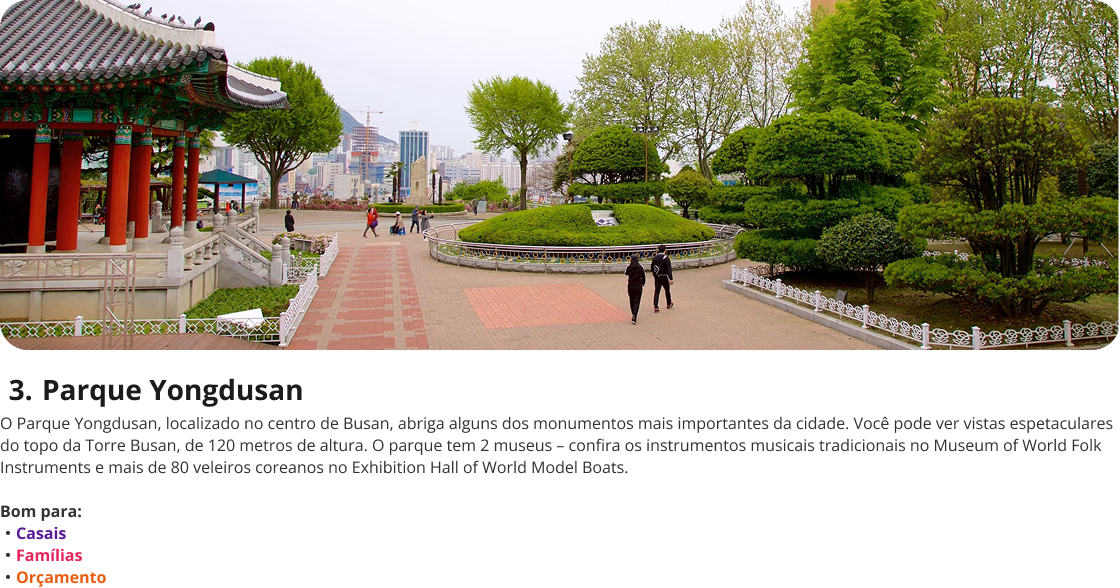 3. Parque Yongdusan
O Parque Yongdusan, localizado no centro de Busan, abriga alguns dos monumentos mais importantes da cidade. Você pode ver vistas espetaculares
do topo da Torre Busan, de 120 metros de altura. O parque tem 2 museus – confira os instrumentos musicais tradicionais no Museum of World Folk
Instruments e mais de 80 veleiros coreanos no Exhibition Hall of World Model Boats.
Bom para:
• Casais
• Famílias
• Orçamento